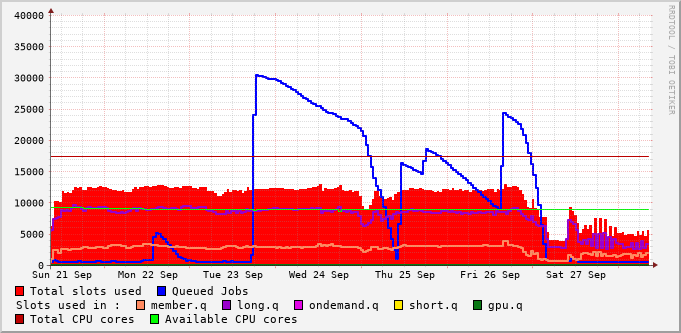 40000
35000
30000
25000
20000
15000
10000
5000
0
Sun 21 Sep Mon 22 Sep Tue 23 Sep Wed 24 Sep Thu 25 Sep Fri 26 Sep Sat 27 Sep
Total slots used Queued Jobs
Slots used in : member.q long.q ondemand.q short.q gpu.q
Total CPU cores Available CPU cores
RRDTOOL / TOBI OETIKER